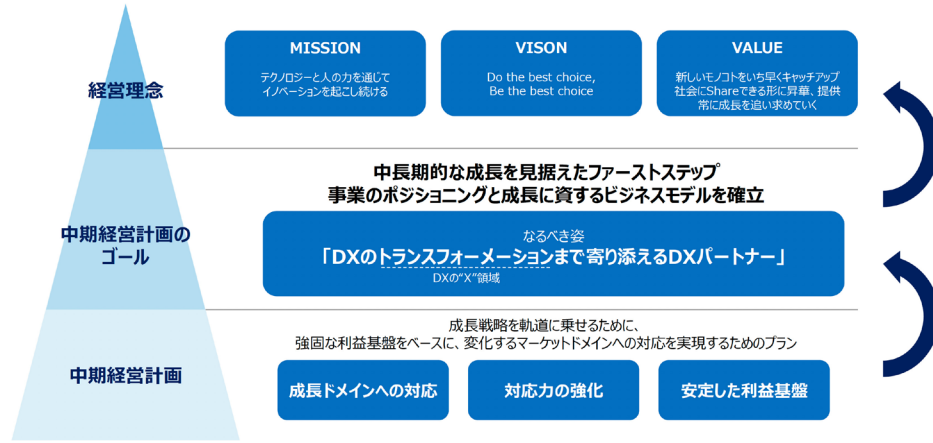 経営理念
MISSION
テクノロジーと人の力を通じて
イノベーションを起こし続ける
VISON
Do the best choice,
Be the best choice
VALUE
新しいモノコトをいち早くキャッチアップ
社会にShareできる形に昇華、提供
常に成長を追い求めていく
中期経営計画の
ゴール
中長期的な成長を見据えたファーストステップ
事業のポジショニングと成長に資するビジネスモデルを確立
なるべき姿
「DXのトランスフォーメーションまで寄り添えるDXパートナー」
DXの“X”領域
中期経営計画
成長戦略を軌道に乗せるために、
強固な利益基盤をベースに、変化するマーケットドメインへの対応を実現するためのプラン
成長ドメインへの対応
対応力の強化
安定した利益基盤